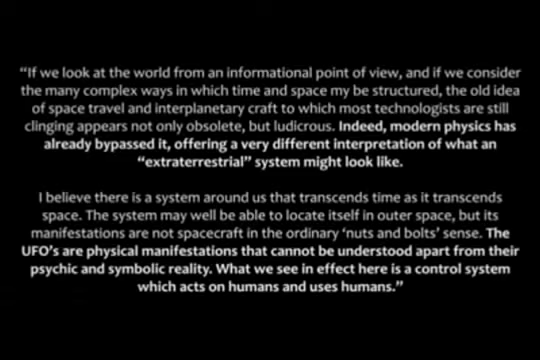 “If we look at the world from an informational point of view, and if we consider
the many complex ways in which time and space my be structured, the old idea
of space travel and interplanetary craft to which most technologists are still
clinging appears not only obsolete, but ludicrous. Indeed, modern physics has
already bypassed it, offering a very different interpretation of what an
“extraterrestrial” system might look like.
I believe there is a system around us that transcends time as it transcends
space. The system may well be able to locate itself in outer space, but its
manifestations are not spacecraft in the ordinary ‘nuts and bolts’ sense. The
UFO’s are physical manifestations that cannot be understood apart from their
psychic and symbolic reality. What we see in effect here is a control system
which acts on humans and uses humans.”